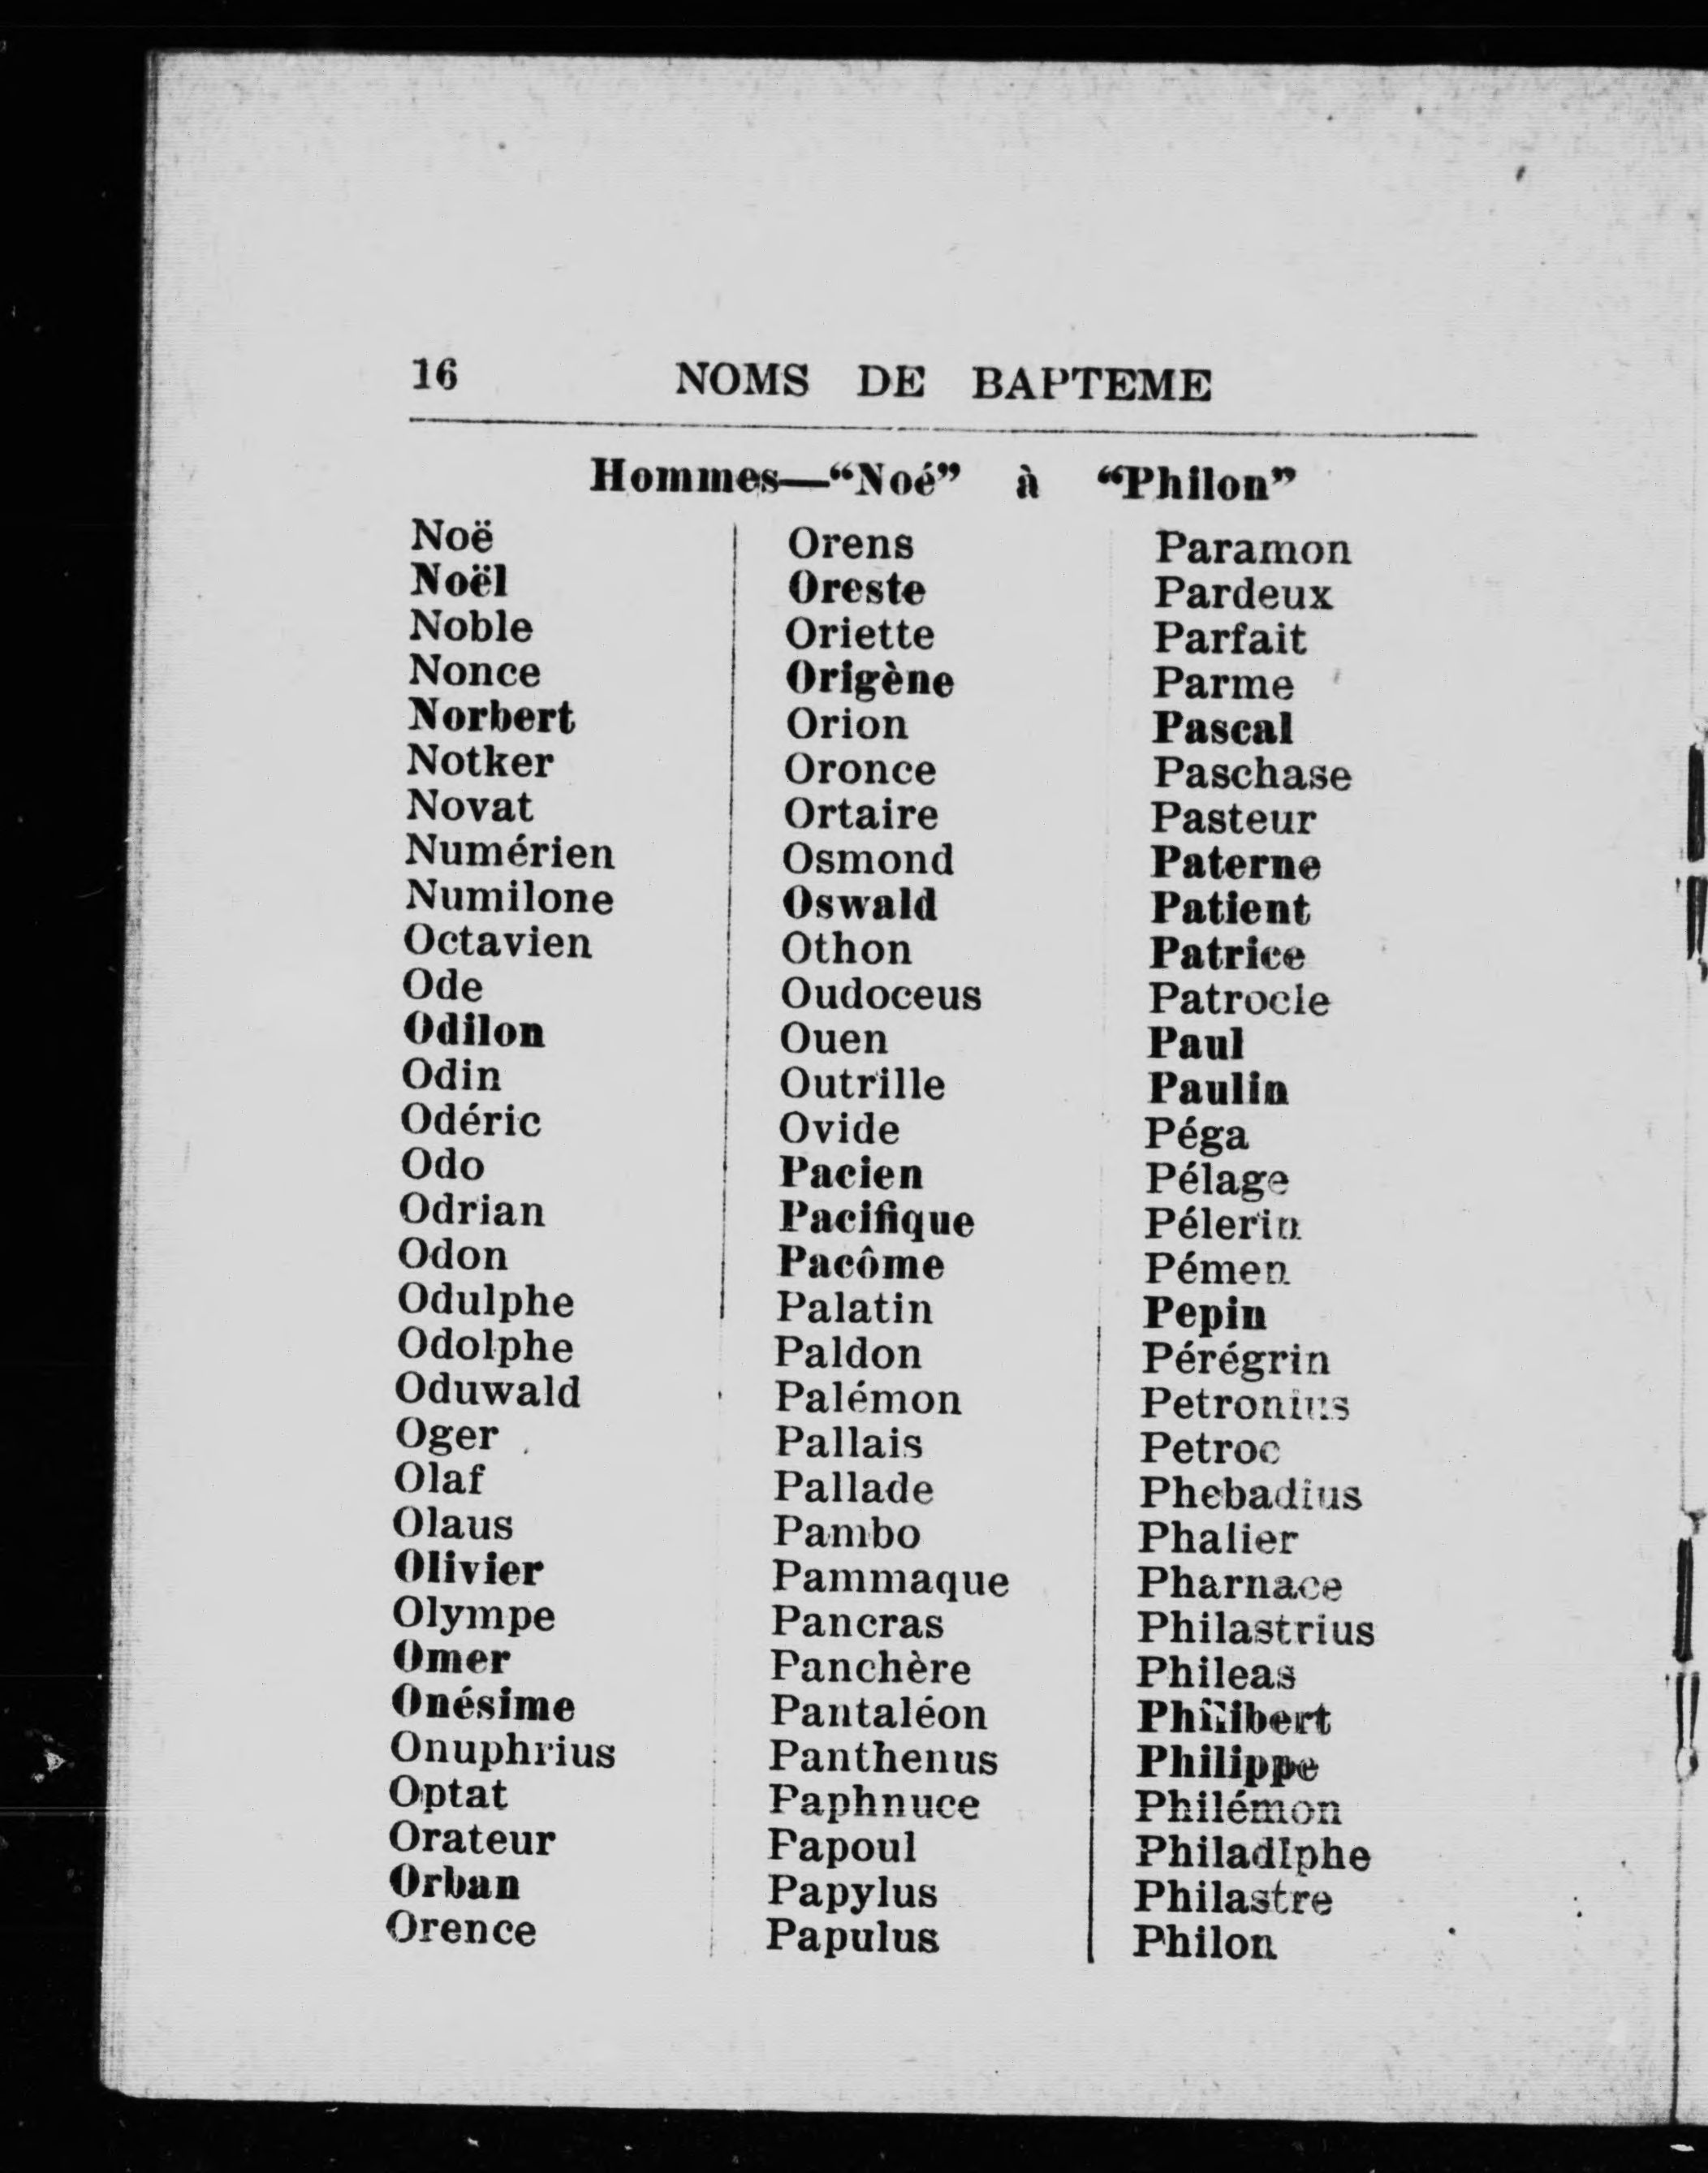 16 NOMS DE BAPTEME
Hommes—“Noé” à “Philon”
Noë
Noël
Noble
Nonce
Norbert
Notker
Novat
Numérien
Numilone
Octavien
Ode
Odilon
Odin
Odéric
Odo
Odrian
Odon
Odulphe
Odolphe
Oduwald
Oger
Olaf
Olaus
Olivier
Olympe
Omer
Onésime
Onuphrius
Optat
Orateur
Orban
Orence
Orens
Oreste
Oriette
Origène
Orion
Oronce
Ortaire
Osmond
Oswald
Othon
Oudoceus
Ouen
Outrille
Ovide
Pacien
Pacifique
Pacôme
Palatin
Paldon
Palémon
Pallais
Pallade
Pambo
Pammaque
Pancras
Panchère
Pantaléon
Panthenus
Paphnuce
Papoul
Papylus
Papulus
Paramon
Pardeux
Parfait
Parme
Pascal
Paschase
Pasteur
Paterne
Patient
Patrice
Patrocle
Paul
Paulin
Péga
Pélage
Pélerin
Pémen
Pepin
Pérégrin
Petronius
Petroc
Phebadius
Phalier
Pharnace
Philastrius
Phileas
Philibert
Philippe
Philémon
Philadlphe
Philastre
Philon